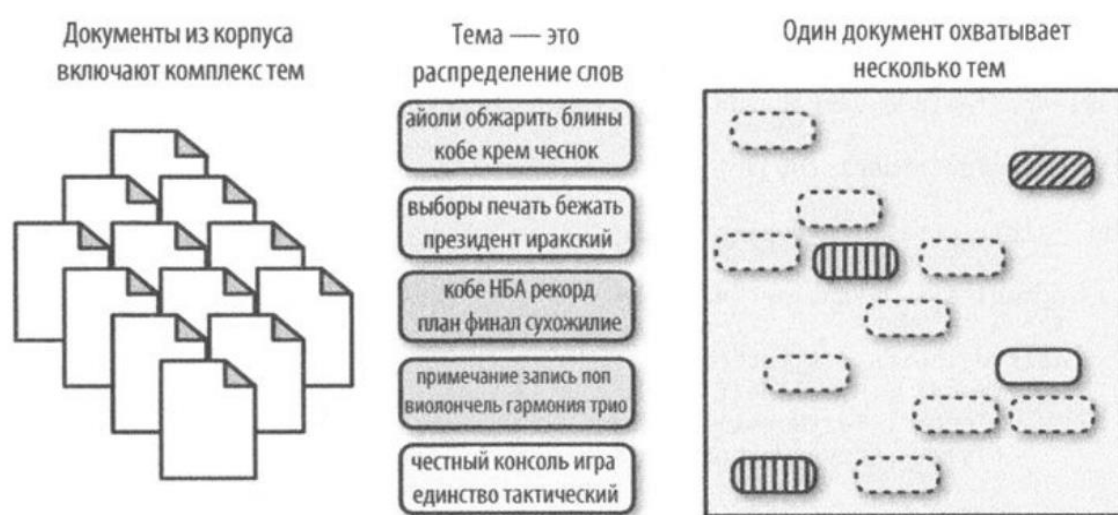 Документы из корпуса
включают комплекс тем
Тема — это
распределение слов
айоли обжарить блины
кобе крем чеснок
выборы печать бежать
президент иракский
кобе НБА рекорд
план финал сухожилие
примечание запись поп
виолончель гармония трио
честный консоль игра
единство тактический
Один документ охватывает
несколько тем